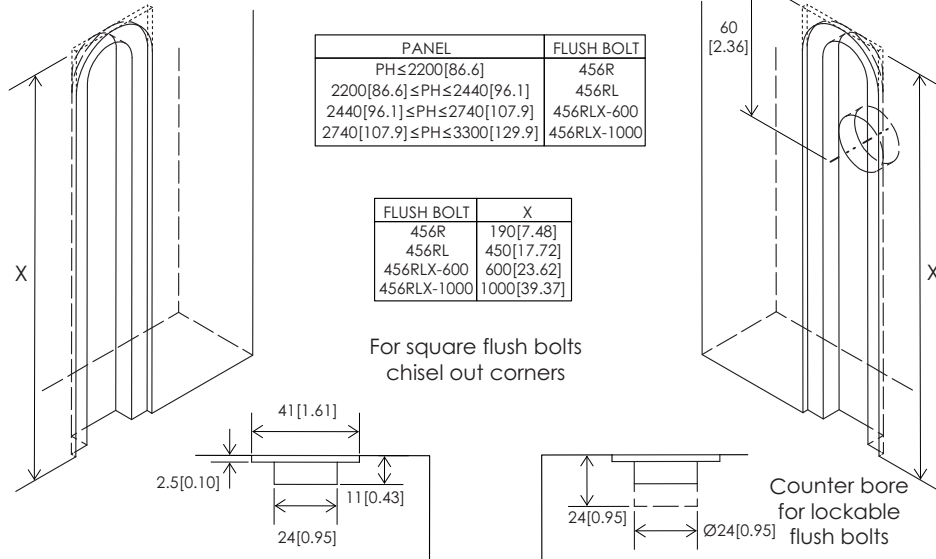 60
[2.36]
PANEL FLUSH BOLT
PH≤2200[86.6] 456R
2200[86.6]≤PH≤2440[96.1] 456RL
2440[96.1]≤PH≤2740[107.9] 456RLX-600
2740[107.9]≤PH≤3300[129.9] 456RLX-1000
FLUSH BOLT X
456R 190[7.48]
456RL 450[17.72]
456RLX-600 600[23.62]
456RLX-1000 1000[39.37]
X
X
For square flush bolts
chisel out corners
41[1.61]
2.5[0.10]
11[0.43]
24[0.95]
24[0.95]
Ø24[0.95]
Counter bore
for lockable
flush bolts